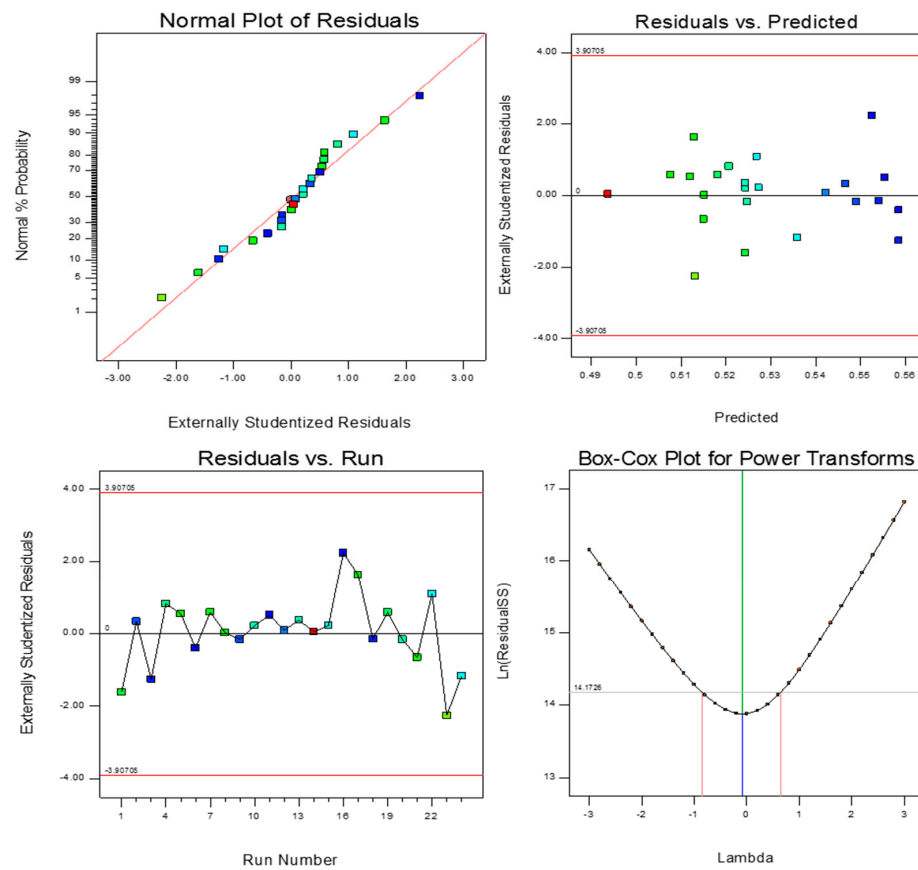 Normal Plot of Residuals
Normal % Probability
99
95
90
80
70
50
30
20
10
5
1
-3.00 -2.00 -1.00 0.00 1.00 2.00 3.00
Externally Studentized Residuals
Residuals vs. Predicted
Externally Studentized Residuals
4.00
3.90705
2.00
0.00
0
-2.00
-4.00
-3.90705
0.49 0.5 0.51 0.52 0.53 0.54 0.55 0.56
Predicted
Residuals vs. Run
Externally Studentized Residuals
4.00
3.90705
2.00
0.00
0
-2.00
-4.00
-3.90705
1 4 7 10 13 16 19 22
Run Number
Box-Cox Plot for Power Transforms
Ln(ResidualSS)
17
16
15
14.1726
14
13
-3 -2 -1 0 1 2 3
Lambda